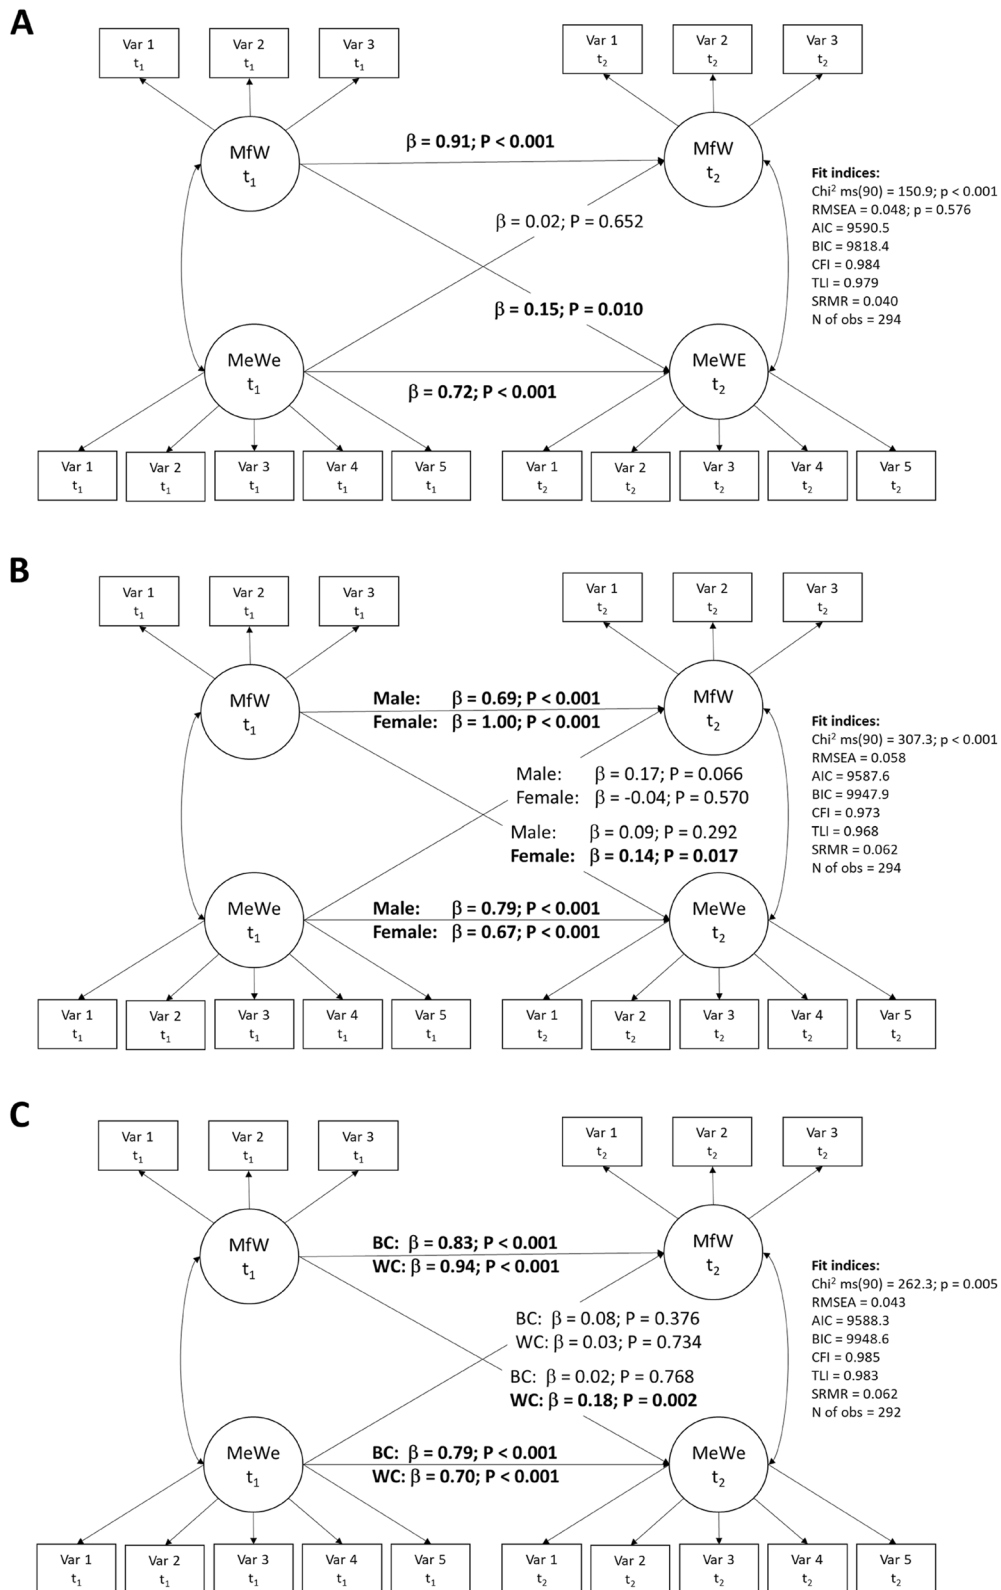 A
Var 1
t1
Var 2
t1
Var 3
t1
Var 1
t2
Var 2
t2
Var 3
t2
MfW
t1
β = 0.91; P < 0.001
MfW
t2
Fit indices:
Chi² ms(90) = 150.9; p < 0.001
RMSEA = 0.048; p = 0.576
AIC = 9590.5
BIC = 9818.4
CFI = 0.984
TLI = 0.979
SRMR = 0.040
N of obs = 294
β = 0.02; P = 0.652
β = 0.15; P = 0.010
MeWe
t1
β = 0.72; P < 0.001
MeWE
t2
Var 1
t1
Var 2
t1
Var 3
t1
Var 4
t1
Var 5
t1
Var 1
t2
Var 2
t2
Var 3
t2
Var 4
t2
Var 5
t2
B
Var 1
t1
Var 2
t1
Var 3
t1
Var 1
t2
Var 2
t2
Var 3
t2
MfW
t1
Male: β = 0.69; P < 0.001
Female: β = 1.00; P < 0.001
MfW
t2
Fit indices:
Chi² ms(90) = 307.3; p < 0.001
RMSEA = 0.058
AIC = 9587.6
BIC = 9947.9
CFI = 0.973
TLI = 0.968
SRMR = 0.062
N of obs = 294
Male: β = 0.17; P = 0.066
Female: β = -0.04; P = 0.570
Male: β = 0.09; P = 0.292
Female: β = 0.14; P = 0.017
MeWe
t1
Male: β = 0.79; P < 0.001
Female: β = 0.67; P < 0.001
MeWe
t2
Var 1
t1
Var 2
t1
Var 3
t1
Var 4
t1
Var 5
t1
Var 1
t2
Var 2
t2
Var 3
t2
Var 4
t2
Var 5
t2
C
Var 1
t1
Var 2
t1
Var 3
t1
Var 1
t2
Var 2
t2
Var 3
t2
MfW
t1
BC: β = 0.83; P < 0.001
WC: β = 0.94; P < 0.001
MfW
t2
Fit indices:
Chi² ms(90) = 262.3; p = 0.005
RMSEA = 0.043
AIC = 9588.3
BIC = 9948.6
CFI = 0.985
TLI = 0.983
SRMR = 0.062
N of obs = 292
BC: β = 0.08; P = 0.376
WC: β = 0.03; P = 0.734
BC: β = 0.02; P = 0.768
WC: β = 0.18; P = 0.002
MeWe
t1
BC: β = 0.79; P < 0.001
WC: β = 0.70; P < 0.001
MeWe
t2
Var 1
t1
Var 2
t1
Var 3
t1
Var 4
t1
Var 5
t1
Var 1
t2
Var 2
t2
Var 3
t2
Var 4
t2
Var 5
t2